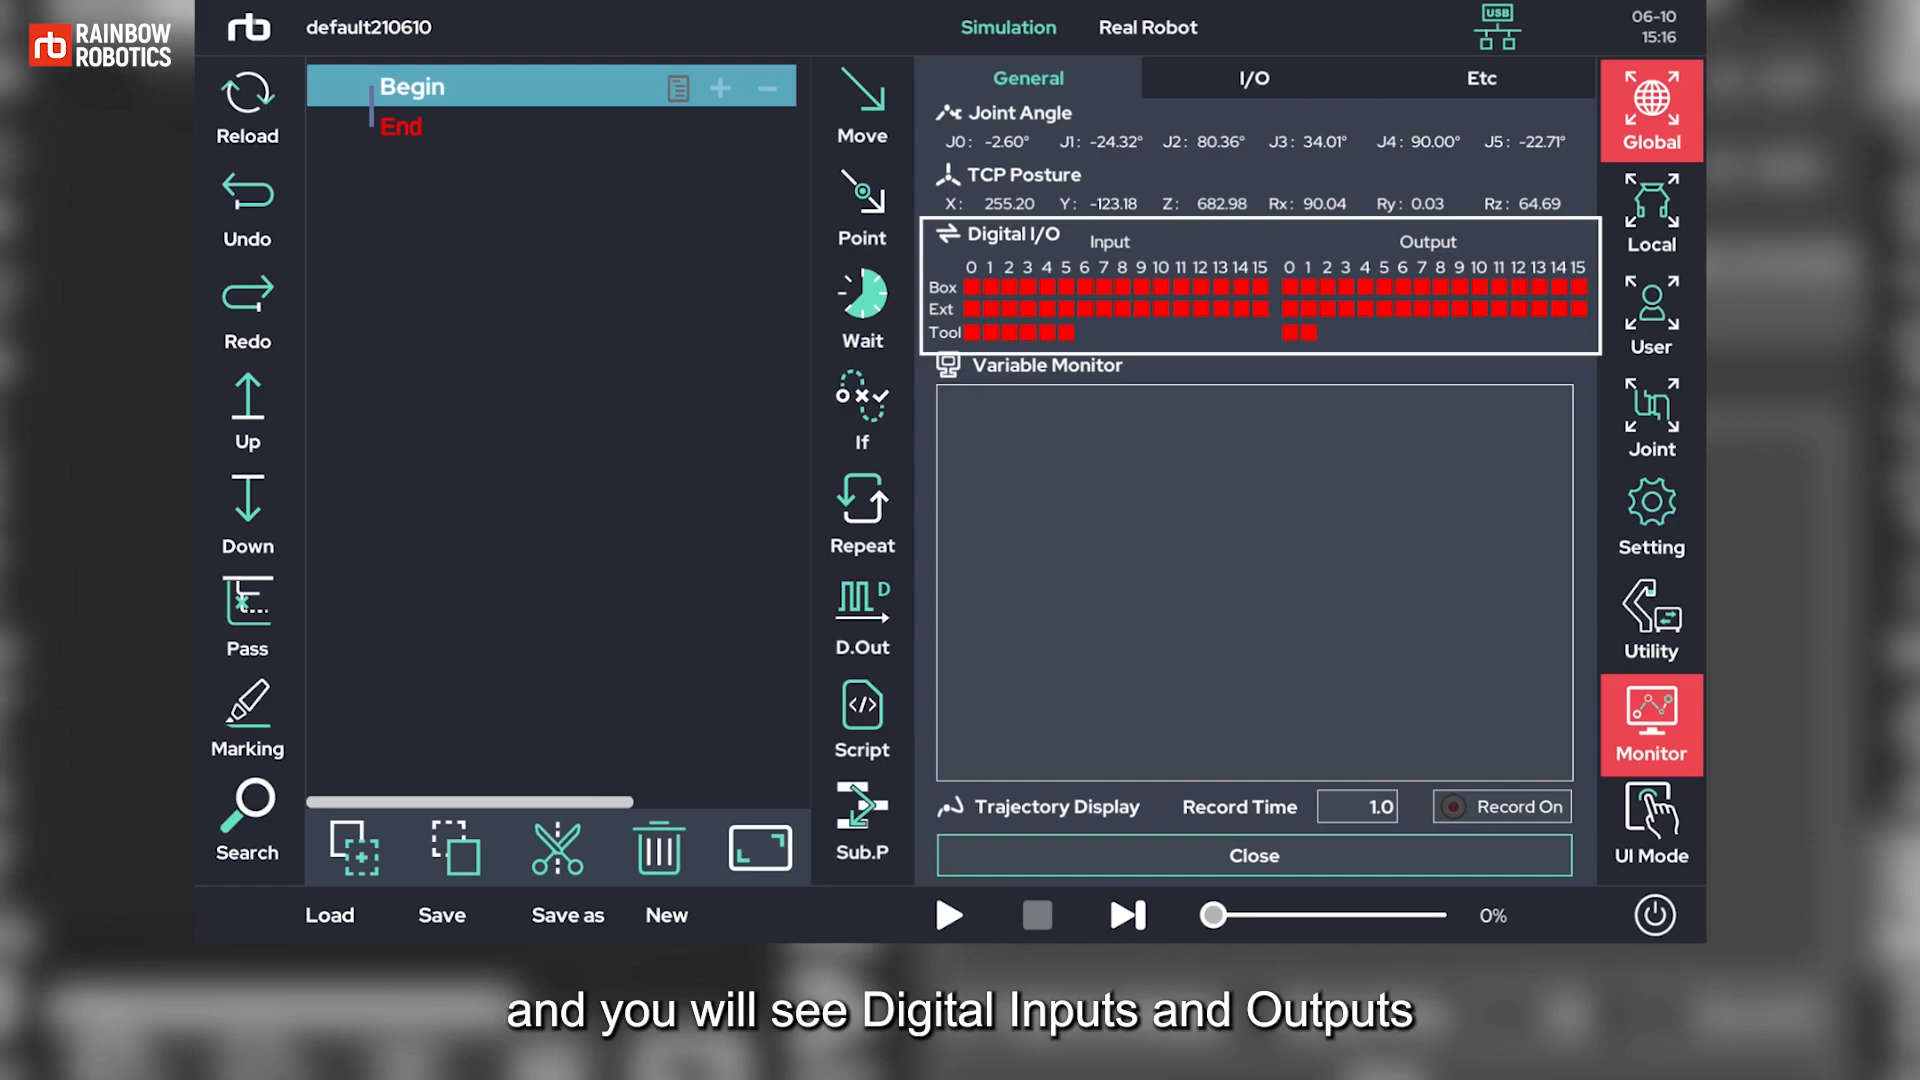 RAINBOW
ROBOTICS
default210610
Simulation
Real Robot
USB
06-10
15:16
Reload
Undo
Redo
Up
Down
Pass
Marking
Search
Begin
End
Move
Point
Wait
If
Repeat
D
D.Out
Script
Sub.P
General
I/O
Etc
Joint Angle
J0: -2.60° J1: -24.32° J2: 80.36° J3: 34.01° J4: 90.00° J5: -22.71°
TCP Posture
X: 255.20 Y: -123.18 Z: 682.98 Rx: 90.04 Ry: 0.03 Rz: 64.69
Digital I/O
Input
Output
0 1 2 3 4 5 6 7 8 9 10 11 12 13 14 15
0 1 2 3 4 5 6 7 8 9 10 11 12 13 14 15
Box
Ext
Tool
Variable Monitor
Trajectory Display
Record Time
1.0
Record On
Close
Global
Local
User
Joint
Setting
Utility
Monitor
UI Mode
Load
Save
Save as
New
0%
and you will see Digital Inputs and Outputs